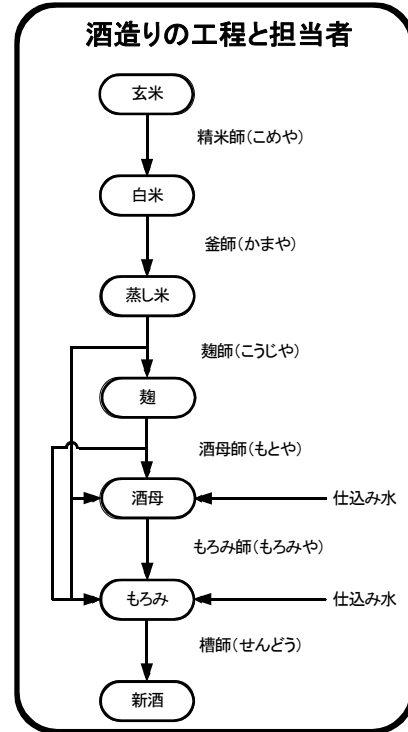 酒造りの工程と担当者
玄米
精米師(こめや)
白米
釜師(かまや)
蒸し米
麹師(こうじや)
麹
酒母師(もとや)
酒母
仕込み水
もろみ師(もろみや)
もろみ
仕込み水
槽師(せんどう)
新酒